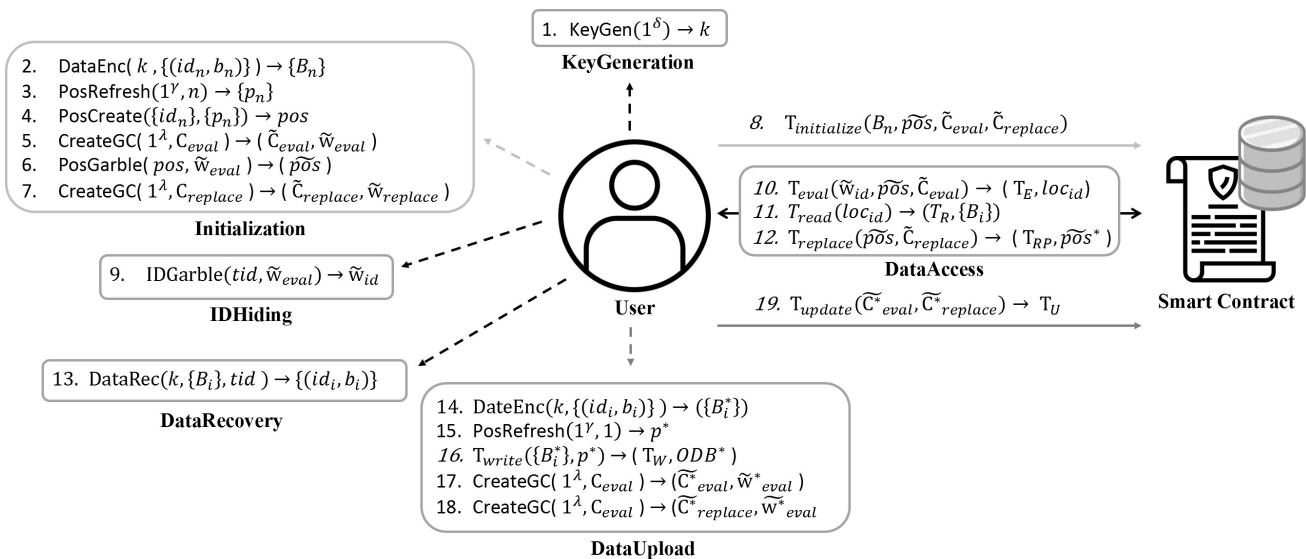 1. KeyGen(1^δ) → k
KeyGeneration
2. DataEnc( k , {(id_n, b_n)} ) → {B_n}
3. PosRefresh(1^γ, n) → {p_n}
4. PosCreate({id_n}, {p_n}) → pos
5. CreateGC( 1^λ, C_eval ) → ( C̃_eval, w̃_eval )
6. PosGarble( pos, w̃_eval ) → ( p̃os )
7. CreateGC( 1^λ, C_replace ) → ( C̃_replace, w̃_replace )
Initialization
8. T_initialize(B_n, p̃os, C̃_eval, C̃_replace)
9. IDGarble(tid, w̃_eval) → w̃_id
IDHiding
10. T_eval(w̃_id, p̃os, C̃_eval) → ( T_E, loc_id)
11. T_read(loc_id) → (T_R, {B_i})
12. T_replace(p̃os, C̃_replace) → ( T_RP, p̃os* )
DataAccess
User
Smart Contract
19. T_update(C̃*_eval, C̃*_replace) → T_U
13. DataRec(k, {B_i}, tid ) → {(id_i, b_i)}
DataRecovery
14. DateEnc(k, {(id_i, b_i)} ) → ({B_i*})
15. PosRefresh(1^γ, 1) → p*
16. T_write({B_i*}, p*) → ( T_W, ODB* )
17. CreateGC( 1^λ, C_eval ) → (C̃*_eval, w̃*_eval )
18. CreateGC( 1^λ, C_eval ) → (C̃*_replace, w̃*_eval
DataUpload